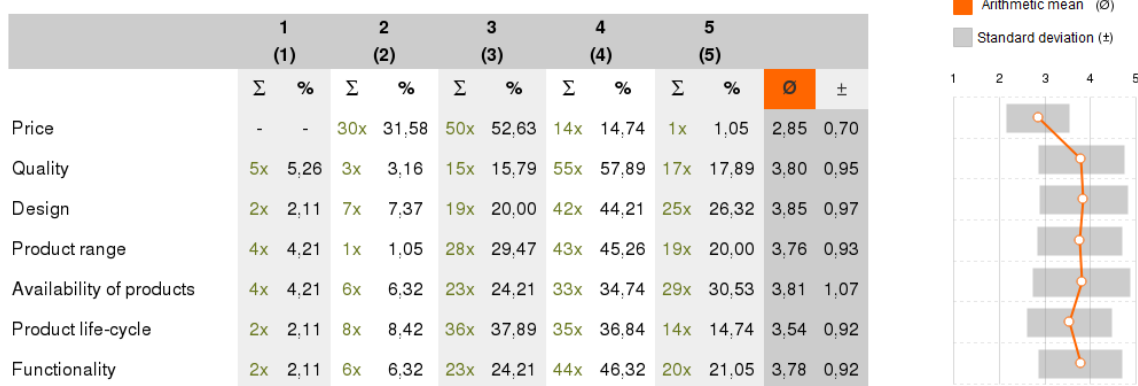 Arithmetic mean (Ø)
Standard deviation (±)
1 2 3 4 5
(1) (2) (3) (4) (5)
Σ % Σ % Σ % Σ % Σ % Ø ±
1 2 3 4 5
Price - - 30x 31,58 50x 52,63 14x 14,74 1x 1,05 2,85 0,70
Quality 5x 5,26 3x 3,16 15x 15,79 55x 57,89 17x 17,89 3,80 0,95
Design 2x 2,11 7x 7,37 19x 20,00 42x 44,21 25x 26,32 3,85 0,97
Product range 4x 4,21 1x 1,05 28x 29,47 43x 45,26 19x 20,00 3,76 0,93
Availability of products 4x 4,21 6x 6,32 23x 24,21 33x 34,74 29x 30,53 3,81 1,07
Product life-cycle 2x 2,11 8x 8,42 36x 37,89 35x 36,84 14x 14,74 3,54 0,92
Functionality 2x 2,11 6x 6,32 23x 24,21 44x 46,32 20x 21,05 3,78 0,92